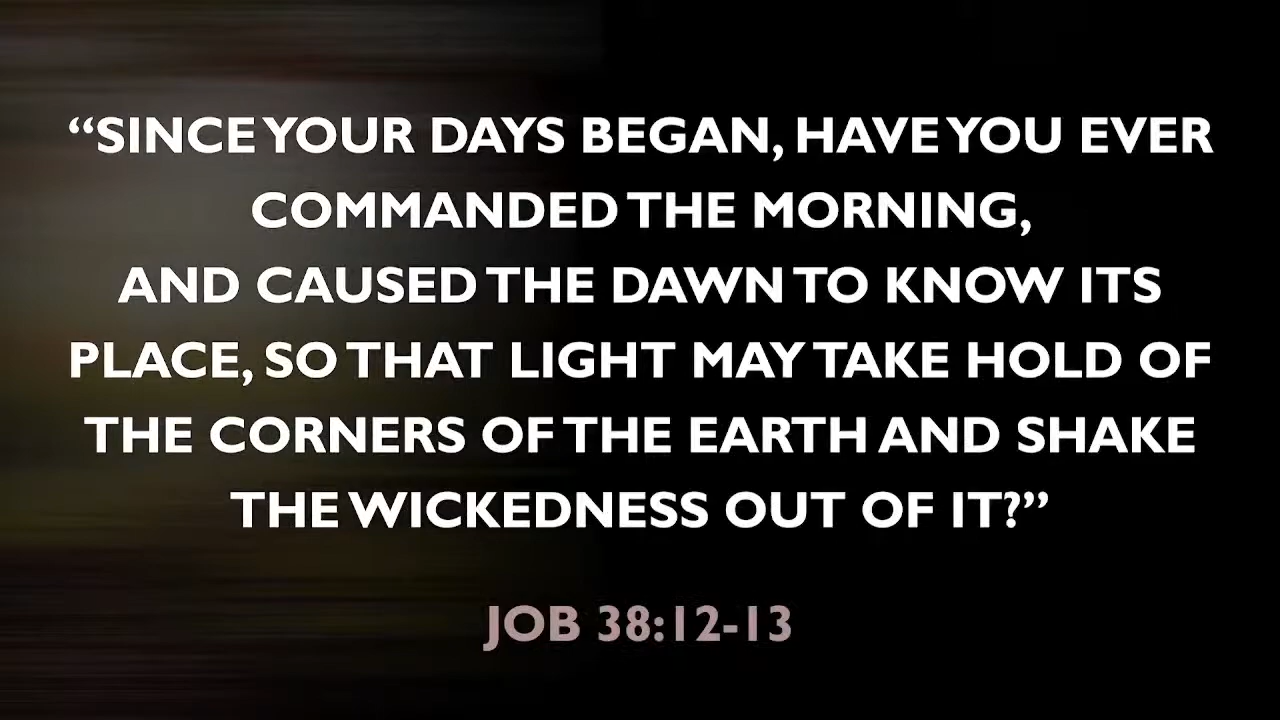 “SINCE YOUR DAYS BEGAN, HAVE YOU EVER
COMMANDED THE MORNING,
AND CAUSED THE DAWN TO KNOW ITS
PLACE, SO THAT LIGHT MAY TAKE HOLD OF
THE CORNERS OF THE EARTH AND SHAKE
THE WICKEDNESS OUT OF IT?”
JOB 38:12-13